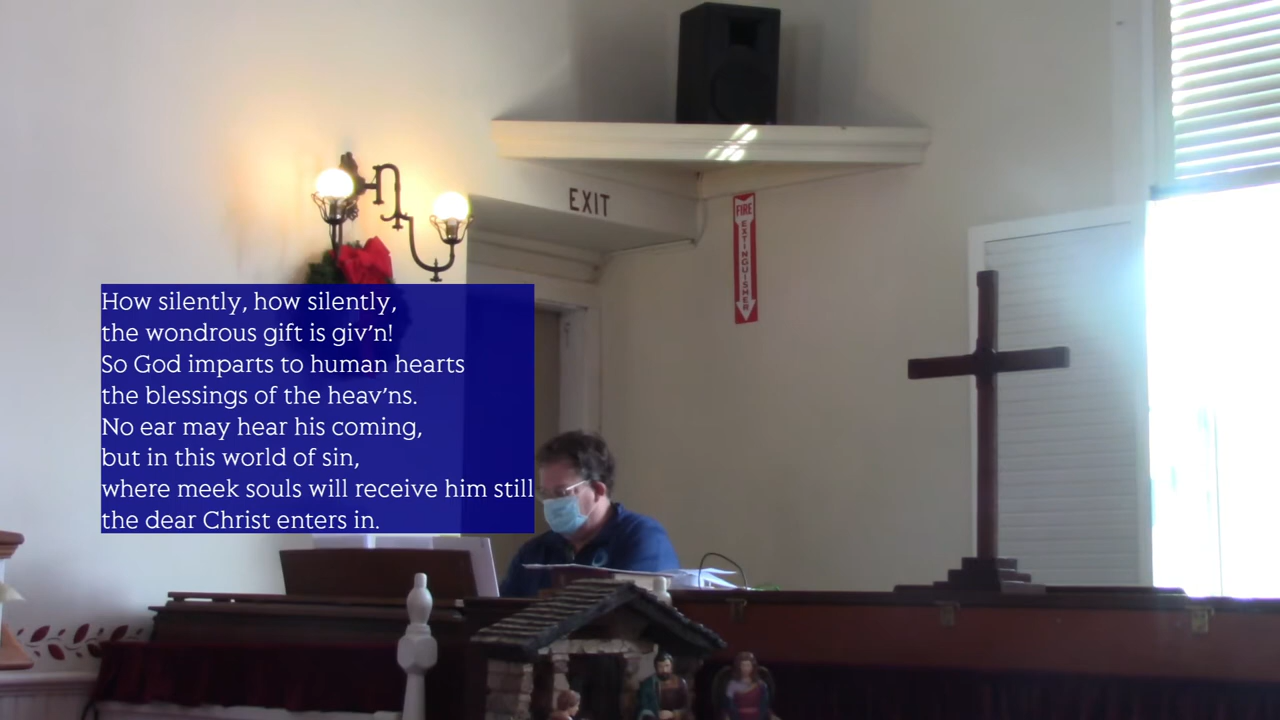 EXIT
FIRE
EXTINGUISHER
How silently, how silently,
the wondrous gift is giv’n!
So God imparts to human hearts
the blessings of the heav’ns.
No ear may hear his coming,
but in this world of sin,
where meek souls will receive him still
the dear Christ enters in.